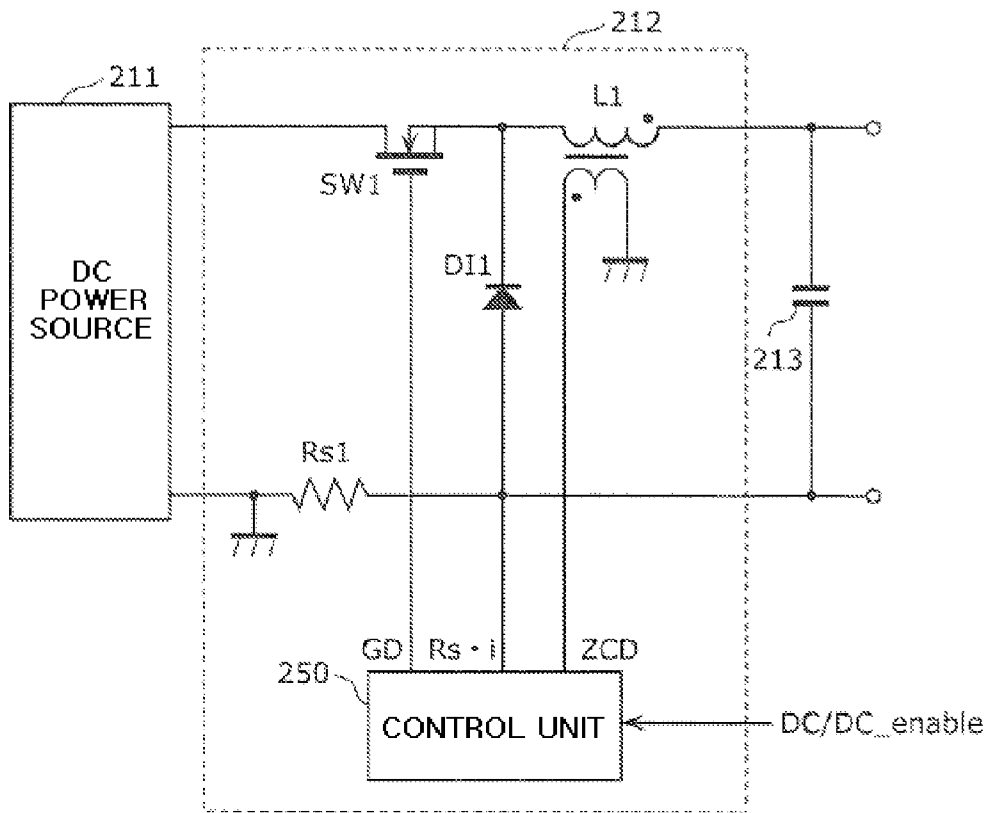 212
211
L1
SW1
DC
POWER
SOURCE
DI1
213
Rs1
GD Rs・i ZCD
250
CONTROL UNIT
DC/DC_enable